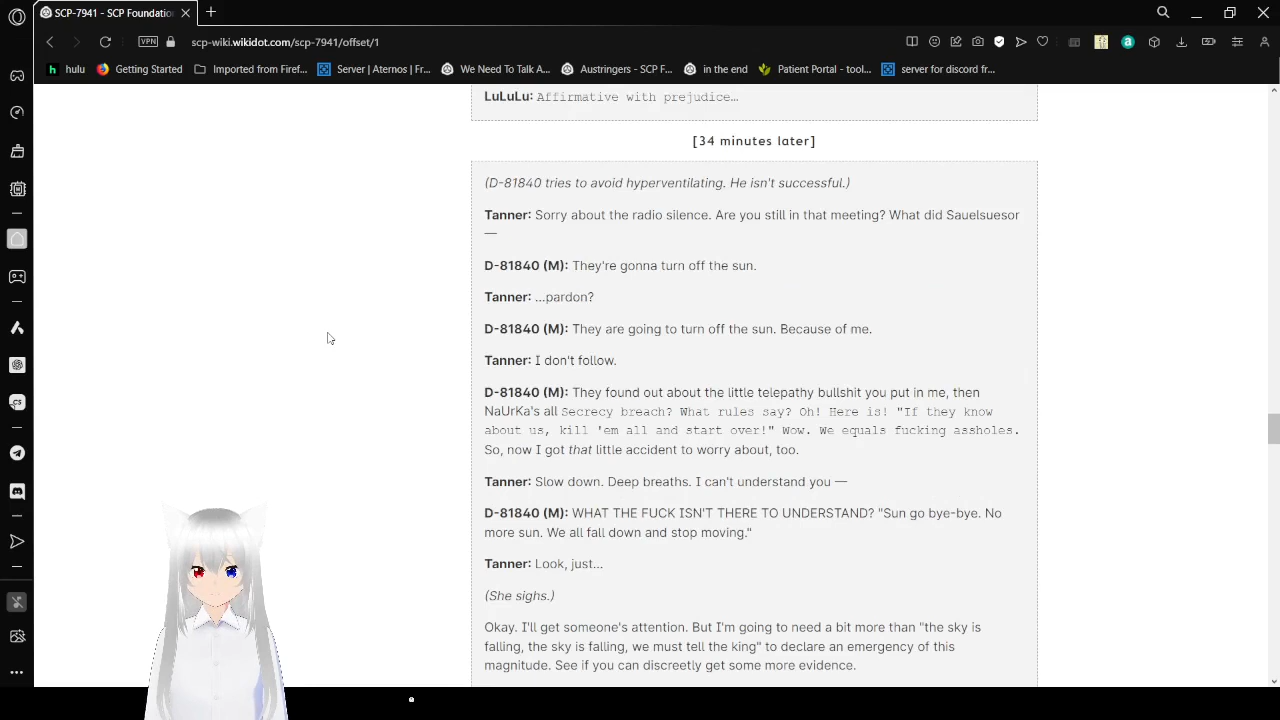 SCP-7941 - SCP Foundatio
VPN
scp-wiki.wikidot.com/scp-7941/offset/1
hulu
Getting Started
Imported from Firef...
Server | Aternos | Fr...
We Need To Talk A...
Austringers - SCP F...
in the end
Patient Portal - tool...
server for discord fr...
LuLuLu: Affirmative with prejudice…
[34 minutes later]
(D-81840 tries to avoid hyperventilating. He isn't successful.)
Tanner: Sorry about the radio silence. Are you still in that meeting? What did Sauelsuesor
—
D-81840 (M): They're gonna turn off the sun.
Tanner: …pardon?
D-81840 (M): They are going to turn off the sun. Because of me.
Tanner: I don't follow.
D-81840 (M): They found out about the little telepathy bullshit you put in me, then
NaUrKa's all Secrecy breach? What rules say? Oh! Here is! "If they know
about us, kill 'em all and start over!" Wow. We equals fucking assholes.
So, now I got that little accident to worry about, too.
Tanner: Slow down. Deep breaths. I can't understand you —
D-81840 (M): WHAT THE FUCK ISN'T THERE TO UNDERSTAND? "Sun go bye-bye. No
more sun. We all fall down and stop moving."
Tanner: Look, just…
(She sighs.)
Okay. I'll get someone's attention. But I'm going to need a bit more than "the sky is
falling, the sky is falling, we must tell the king" to declare an emergency of this
magnitude. See if you can discreetly get some more evidence.